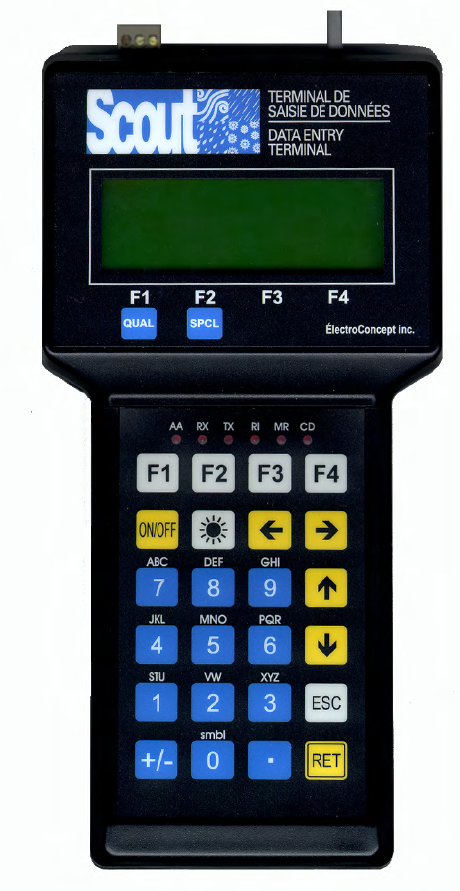 Scout
TERMINAL DE
SAISIE DE DONNÉES
DATA ENTRY
TERMINAL
F1 F2 F3 F4
QUAL SPCL
ÉlectroConcept inc.
AA RX TX RI MR CD
F1 F2 F3 F4
ON/OFF ← →
ABC DEF GHI
7 8 9 ↑
JKL MNO PQR
4 5 6 ↓
STU VW XYZ
1 2 3 ESC
smbl
+/- 0 . RET